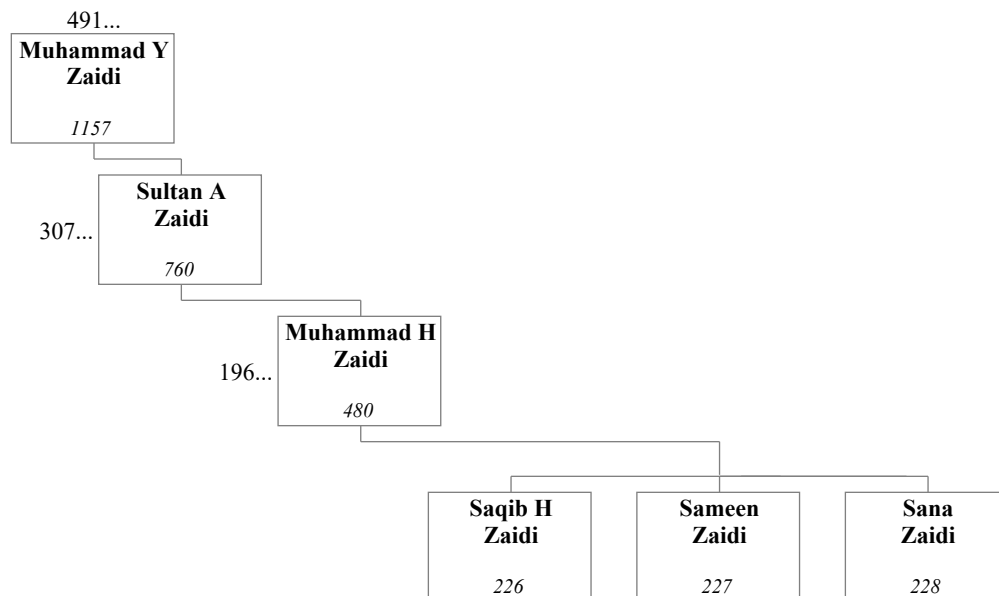 491...
Muhammad Y
Zaidi
1157
Sultan A
Zaidi
307...
760
Muhammad H
Zaidi
196...
480
Saqib H
Zaidi
226
Sameen
Zaidi
227
Sana
Zaidi
228